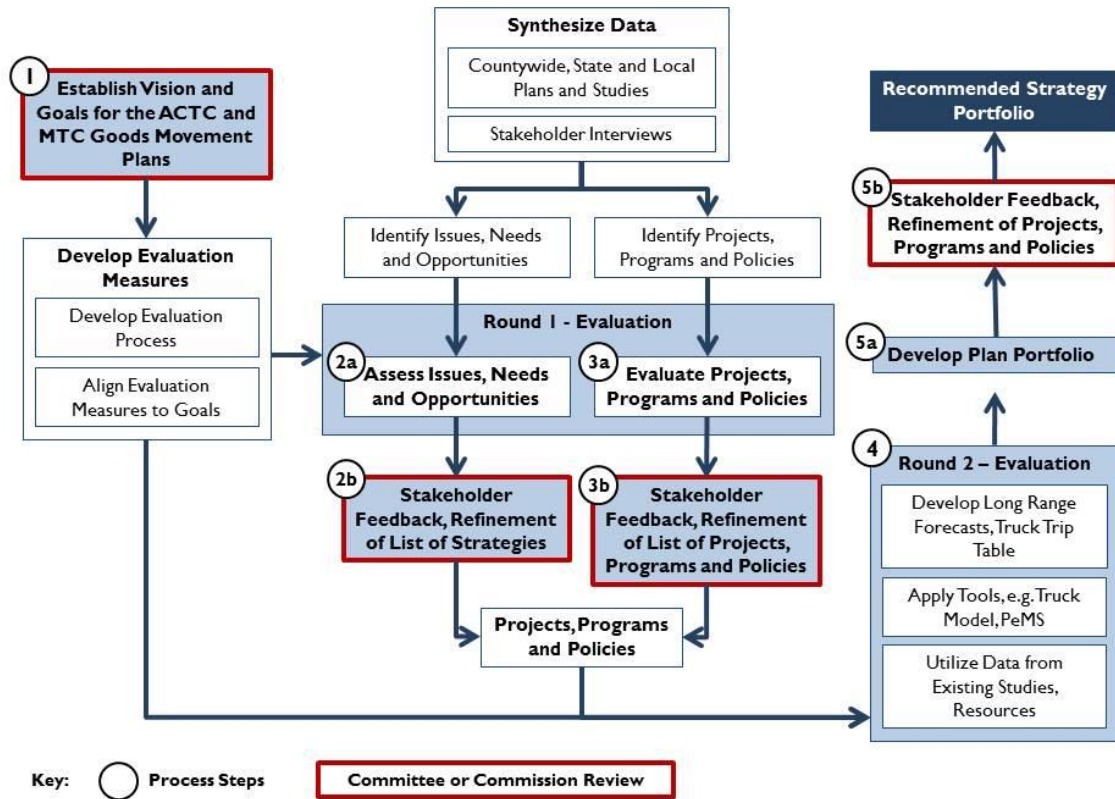 1
Establish Vision and
Goals for the ACTC and
MTC Goods Movement
Plans
Develop Evaluation
Measures
Develop Evaluation
Process
Align Evaluation
Measures to Goals
Synthesize Data
Countywide, State and Local
Plans and Studies
Stakeholder Interviews
Identify Issues, Needs
and Opportunities
Identify Projects,
Programs and Policies
Round 1 - Evaluation
2a
Assess Issues, Needs
and Opportunities
3a
Evaluate Projects,
Programs and Policies
2b
Stakeholder
Feedback, Refinement
of List of Strategies
3b
Stakeholder
Feedback, Refinement
of List of Projects,
Programs and Policies
Projects, Programs
and Policies
4
Round 2 – Evaluation
Develop Long Range
Forecasts, Truck Trip
Table
Apply Tools, e.g. Truck
Model, PeMS
Utilize Data from
Existing Studies,
Resources
5a
Develop Plan Portfolio
5b
Stakeholder Feedback,
Refinement of Projects,
Programs and Policies
Recommended Strategy
Portfolio
Key:
Process Steps
Committee or Commission Review